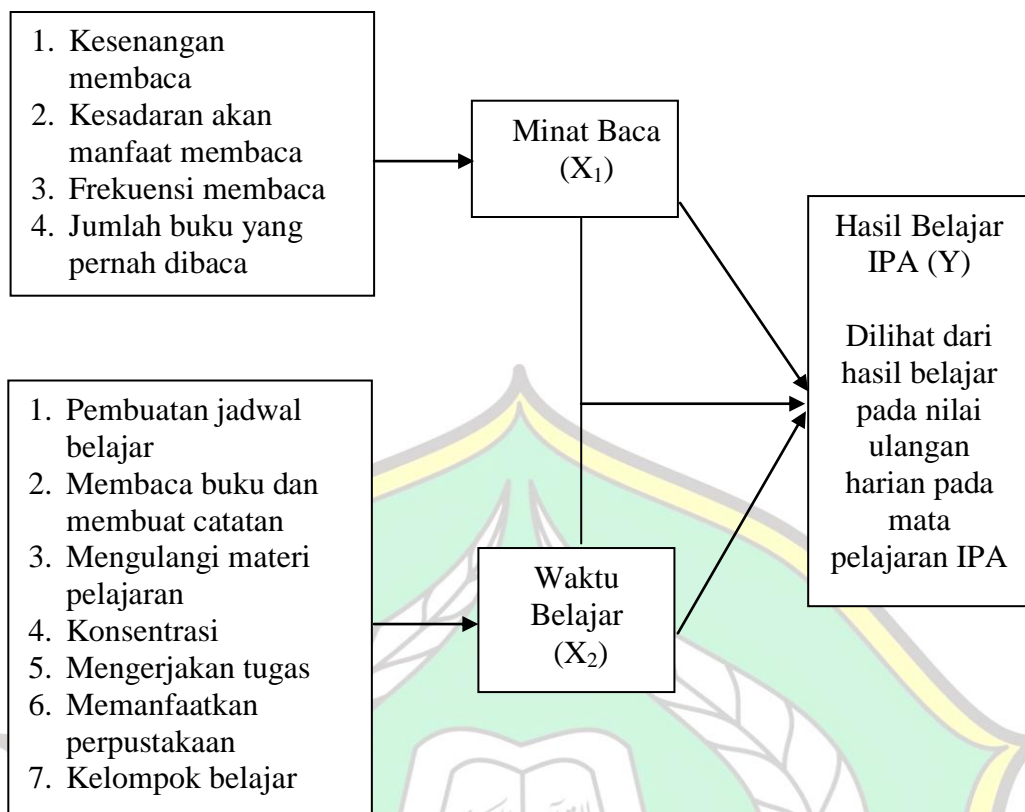 1. Kesenangan
membaca
2. Kesadaran akan
manfaat membaca
3. Frekuensi membaca
4. Jumlah buku yang
pernah dibaca
Minat Baca
(X₁)
Hasil Belajar
IPA (Y)
Dilihat dari
hasil belajar
pada nilai
ulangan
harian pada
mata
pelajaran IPA
1. Pembuatan jadwal
belajar
2. Membaca buku dan
membuat catatan
3. Mengulangi materi
pelajaran
4. Konsentrasi
5. Mengerjakan tugas
6. Memanfaatkan
perpustakaan
7. Kelompok belajar
Waktu
Belajar
(X₂)